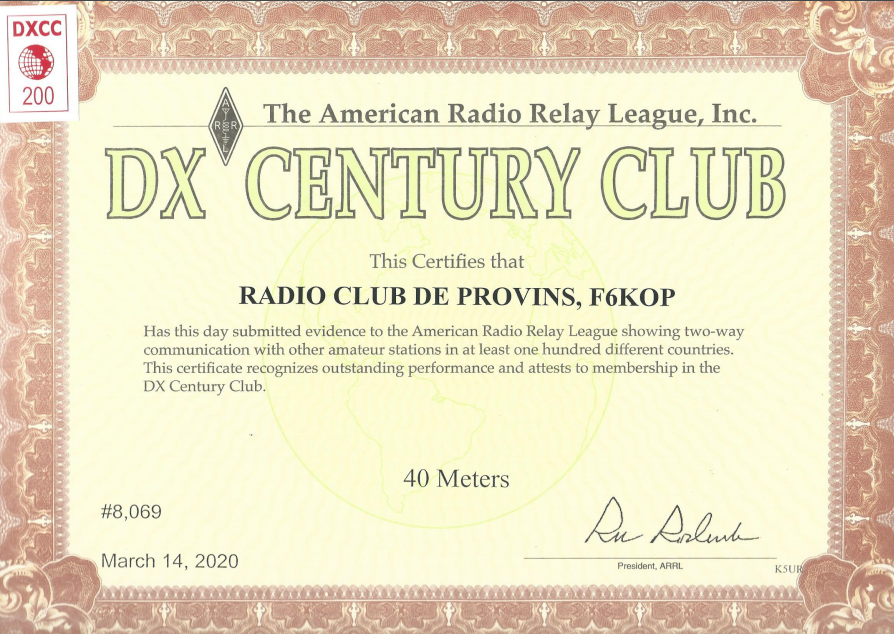 DXCC
200
ARRL
The American Radio Relay League, Inc.
DX CENTURY CLUB
This Certifies that
RADIO CLUB DE PROVINS, F6KOP
Has this day submitted evidence to the American Radio Relay League showing two-way
communication with other amateur stations in at least one hundred different countries.
This certificate recognizes outstanding performance and attests to membership in the
DX Century Club.
40 Meters
#8,069
March 14, 2020
President, ARRL
K5UR